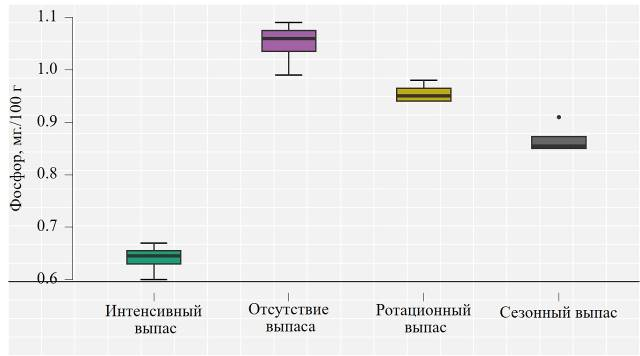 Фосфор, мг./100 г
1.1
1.0
0.9
0.8
0.7
0.6
Интенсивный
выпас
Отсутствие
выпаса
Ротационный
выпас
Сезонный выпас